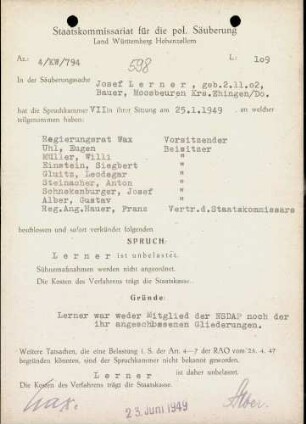 Staatskommissariat für die pol. Säuberung
Land Württemberg Hohenzollern
Az.: 4/KW/794
598
L: 109
In der Säuberungssache Josef Lerner, geb.2.11.02,
Bauer, Moosbeuren Krs.Ehingen/Do.
hat die Spruchkammer VII in ihrer Sitzung am 25.1.1949 , an welcher
teilgenommen haben:
Regierungsrat Wax Vorsitzender
Uhl, Eugen Beisitzer
Müller, Willi "
Einstein, Siegbert "
Gluitz, Leodegar "
Steinacher, Anton "
Schnekenburger, Josef "
Alber, Gustav "
Reg.Ang.Hauer, Franz Vertr.d.Staatskommissars
beschlossen und sofort verkündet folgenden
SPRUCH:
Lerner ist unbelastet.
Sühnemaßnahmen werden nicht angeordnet.
Die Kosten des Verfahrens trägt die Staatskasse.
Gründe:
Lerner war weder Mitglied der NSDAP noch der
ihr angeschlossenen Gliederungen.
Weitere Tatsachen, die eine Belastung i. S. der Art. 4—7 der RAO vom 25. 4. 47
begründen könnten, sind der Spruchkammer nicht bekannt geworden.
Lerner ist daher unbelastet.
Die Kosten des Verfahrens trägt die Staatskasse.
Wax.
23. Juni 1949
Alber.